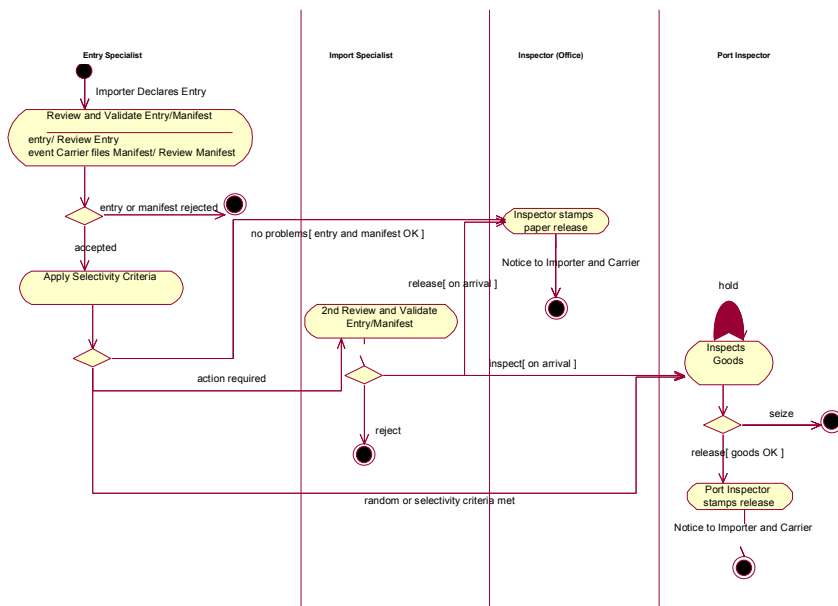 Entry Specialist
Import Specialist
Inspector (Office)
Port Inspector
Importer Declares Entry
Review and Validate Entry/Manifest
entry/ Review Entry
event Carrier files Manifest/ Review Manifest
entry or manifest rejected
accepted
no problems[ entry and manifest OK ]
Inspector stamps
paper release
Notice to Importer and Carrier
Apply Selectivity Criteria
release[ on arrival ]
hold
2nd Review and Validate
Entry/Manifest
Inspects
Goods
inspect[ on arrival ]
action required
seize
reject
release[ goods OK ]
Port Inspector
stamps release
random or selectivity criteria met
Notice to Importer and Carrier